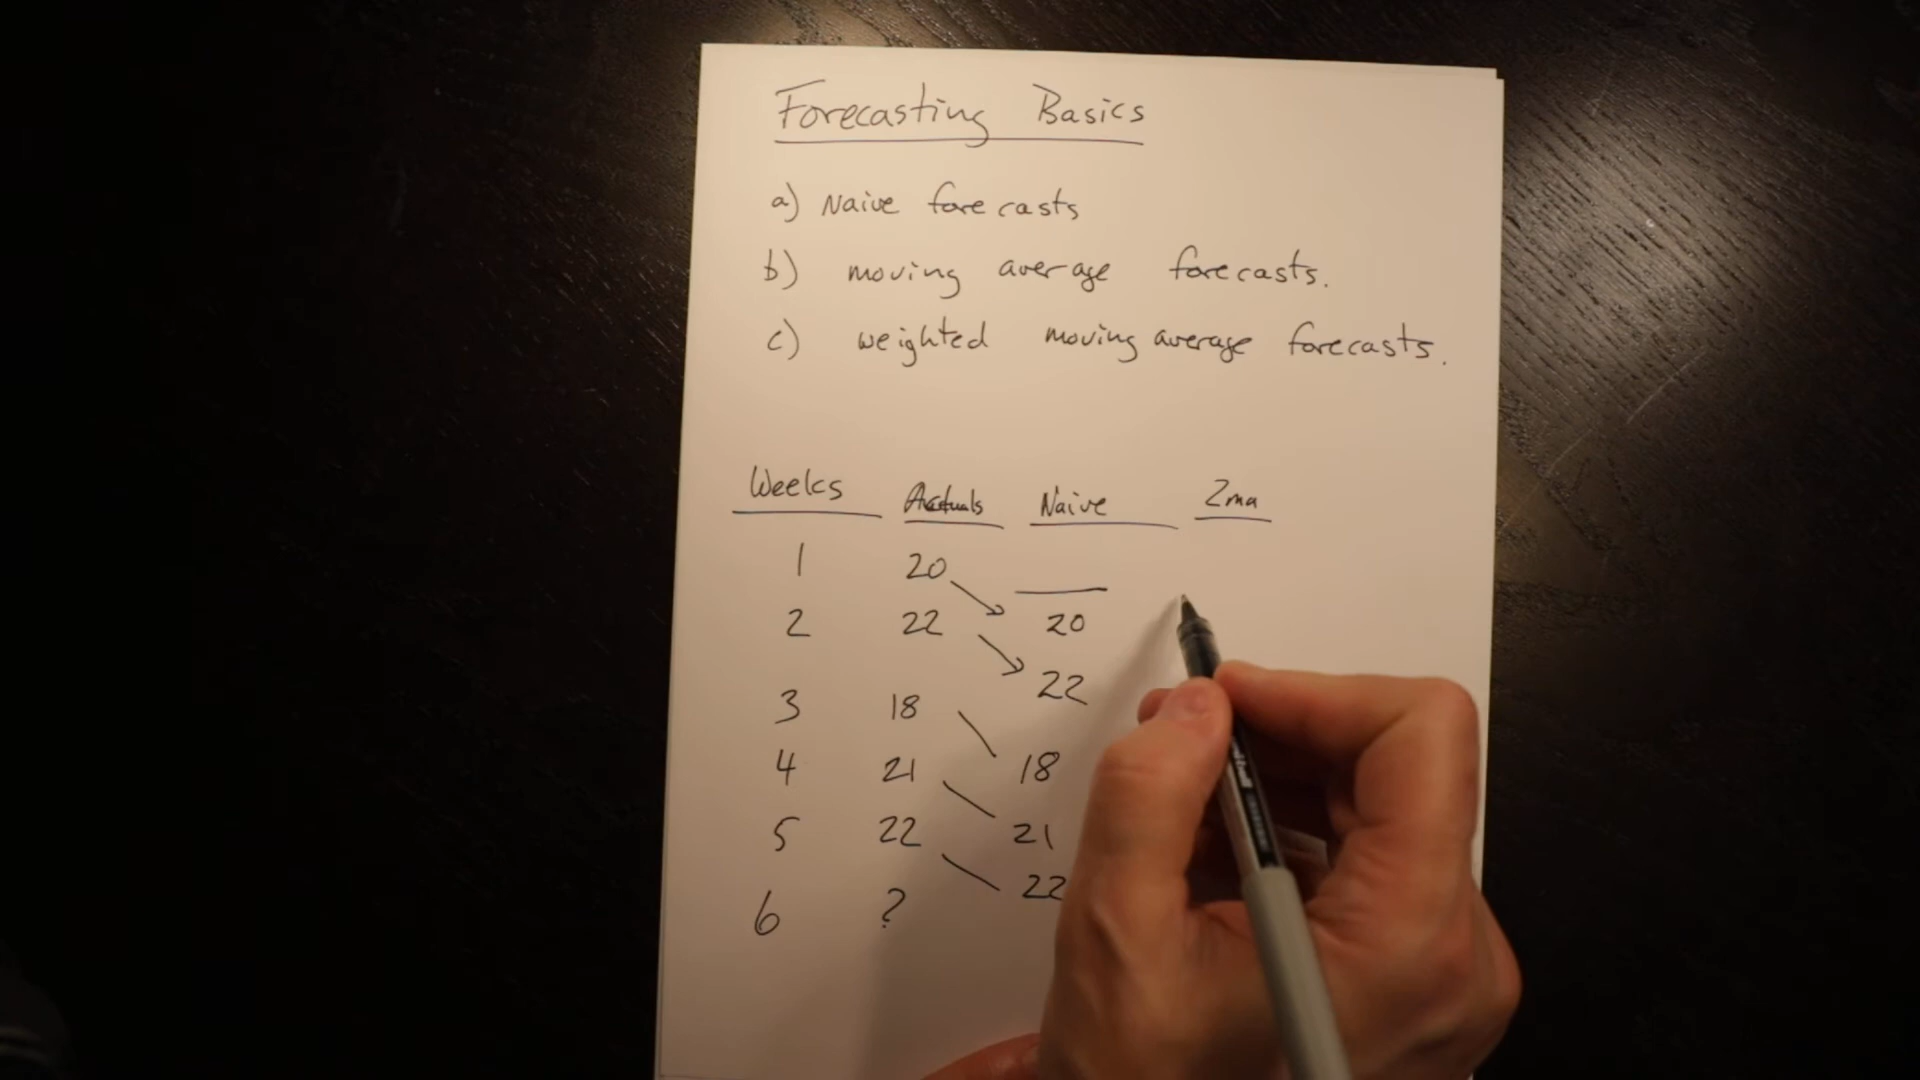 Forecasting Basics
a) Naive forecasts
b) moving average forecasts.
c) weighted moving average forecasts.
Weeks Actuals Naive 2ma
1 20
2 22 20
3 18 22
4 21 18
5 22 21
6 ? 22